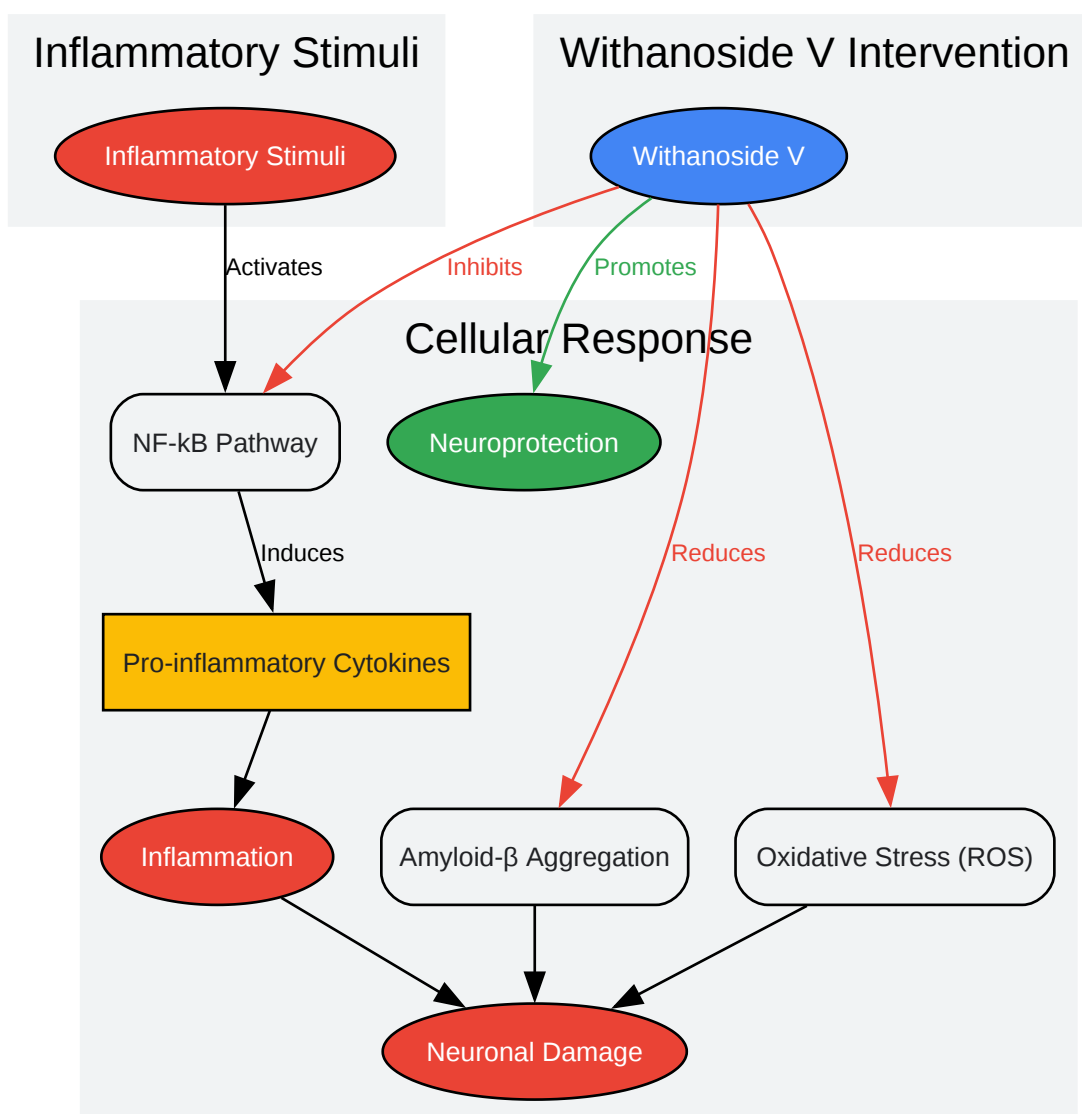 Inflammatory Stimuli
Withanoside V Intervention
Inflammatory Stimuli
Withanoside V
Activates
Inhibits
Promotes
Cellular Response
NF-kB Pathway
Neuroprotection
Induces
Reduces
Reduces
Pro-inflammatory Cytokines
Inflammation
Amyloid-β Aggregation
Oxidative Stress (ROS)
Neuronal Damage